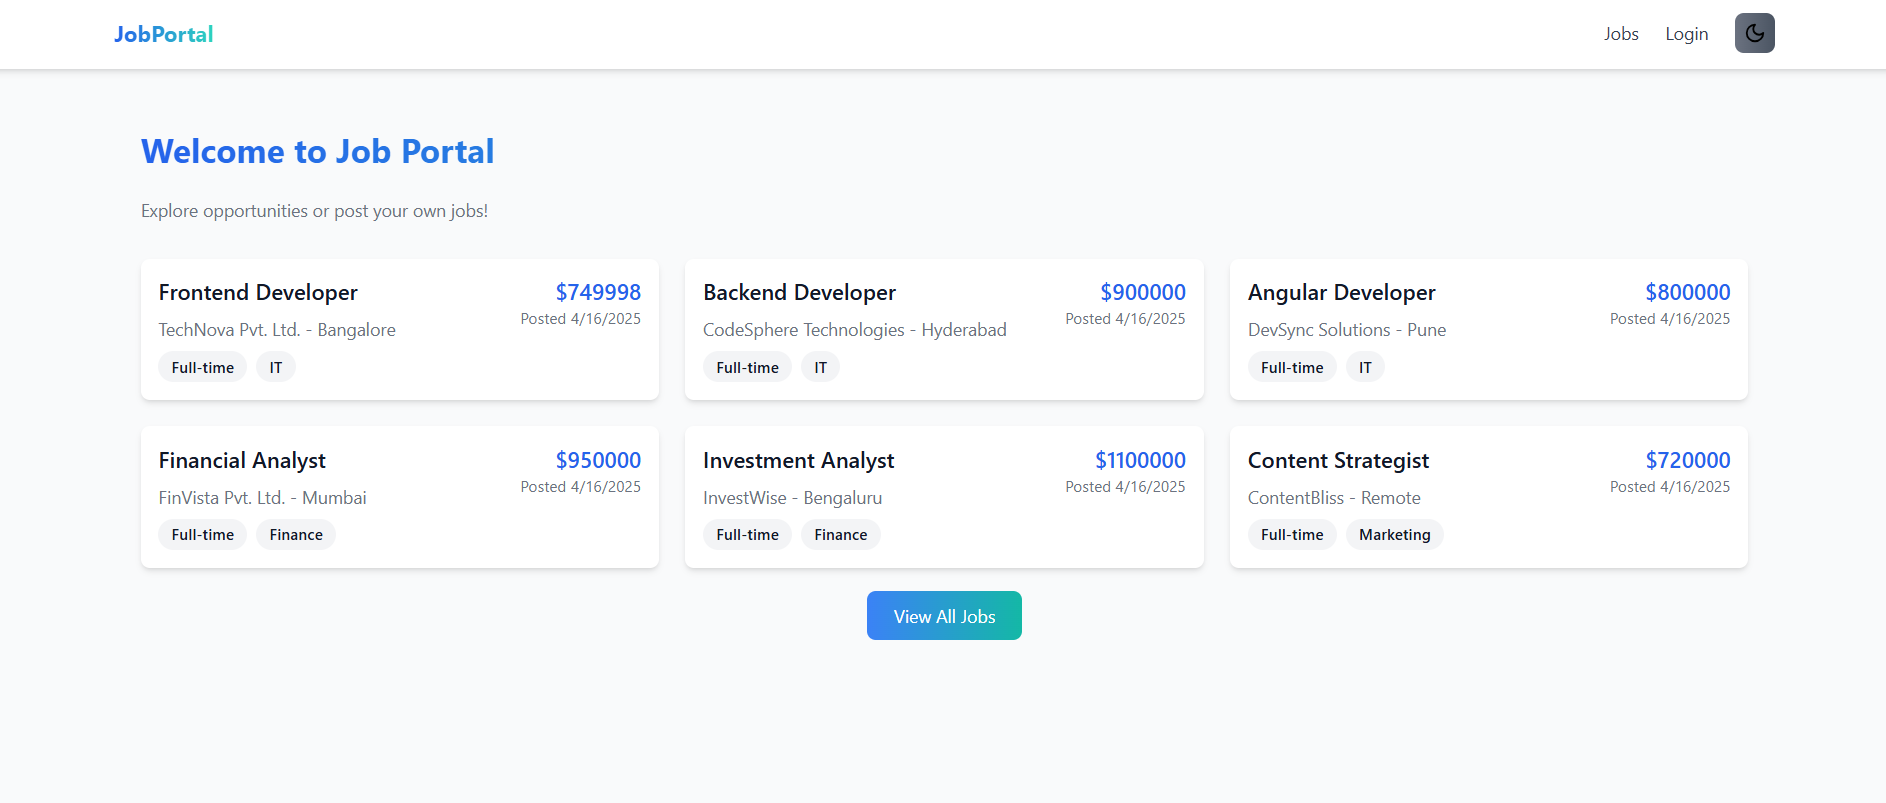 JobPortal
Jobs
Login
Welcome to Job Portal
Explore opportunities or post your own jobs!
Frontend Developer
$749998
TechNova Pvt. Ltd. - Bangalore
Posted 4/16/2025
Full-time
IT
Backend Developer
$900000
CodeSphere Technologies - Hyderabad
Posted 4/16/2025
Full-time
IT
Angular Developer
$800000
DevSync Solutions - Pune
Posted 4/16/2025
Full-time
IT
Financial Analyst
$950000
FinVista Pvt. Ltd. - Mumbai
Posted 4/16/2025
Full-time
Finance
Investment Analyst
$1100000
InvestWise - Bengaluru
Posted 4/16/2025
Full-time
Finance
Content Strategist
$720000
ContentBliss - Remote
Posted 4/16/2025
Full-time
Marketing
View All Jobs